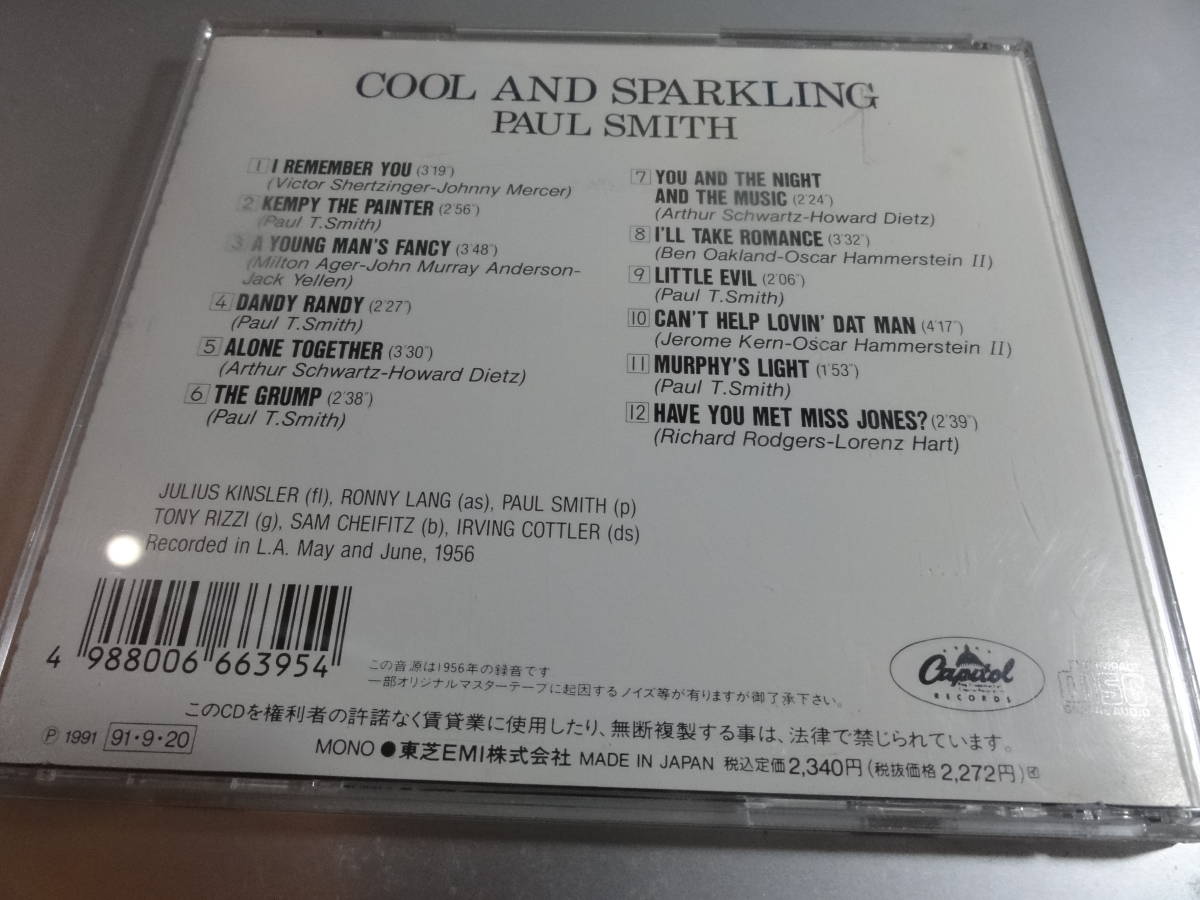 COOL AND SPARKLING
PAUL SMITH
1 I REMEMBER YOU (3'19")
(Victor Shertzinger-Johnny Mercer)
2 KEMPY THE PAINTER (2'56")
(Paul T.Smith)
3 A YOUNG MAN'S FANCY (3'48")
(Milton Ager-John Murray Anderson-
Jack Yellen)
4 DANDY RANDY (2'27")
(Paul T.Smith)
5 ALONE TOGETHER (3'30")
(Arthur Schwartz-Howard Dietz)
6 THE GRUMP (2'38")
(Paul T.Smith)
7 YOU AND THE NIGHT
AND THE MUSIC (2'24")
(Arthur Schwartz-Howard Dietz)
8 I'LL TAKE ROMANCE (3'32")
(Ben Oakland-Oscar Hammerstein II)
9 LITTLE EVIL (2'06")
(Paul T.Smith)
10 CAN'T HELP LOVIN' DAT MAN (4'17")
(Jerome Kern-Oscar Hammerstein II)
11 MURPHY'S LIGHT (1'53")
(Paul T.Smith)
12 HAVE YOU MET MISS JONES? (2'39")
(Richard Rodgers-Lorenz Hart)
JULIUS KINSLER (fl), RONNY LANG (as), PAUL SMITH (p)
TONY RIZZI (g), SAM CHEIFITZ (b), IRVING COTTLER (ds)
Recorded in L.A. May and June, 1956
4 988006 663954
この音源は1956年の録音です
一部オリジナルマスターテープに起因するノイズ等が有りますが御了承下さい。
Capitol
RECORDS
このCDを権利者の許諾なく賃貸業に使用したり、無断複製する事は、法律で禁じられています。
Ⓟ 1991 91・9・20
MONO ●東芝EMI株式会社 MADE IN JAPAN 税込定価2,340円(税抜価格2,272円)